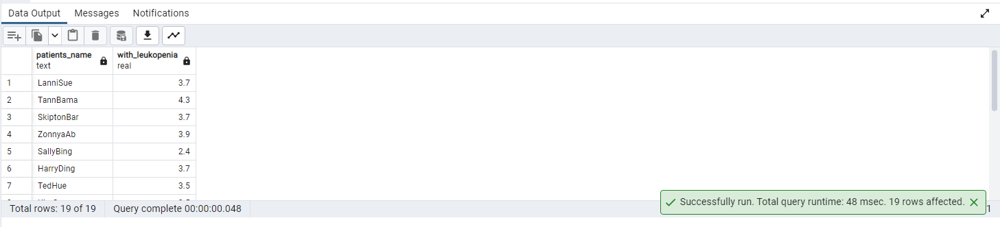 Data Output Messages Notifications
patients_name with_leukopenia
text real
1 LanniSue 3.7
2 TannBama 4.3
3 SkiptonBar 3.7
4 ZonnyaAb 3.9
5 SallyBing 2.4
6 HarryDing 3.7
7 TedHue 3.5
Total rows: 19 of 19 Query complete 00:00:00.048
Successfully run. Total query runtime: 48 msec. 19 rows affected.
1